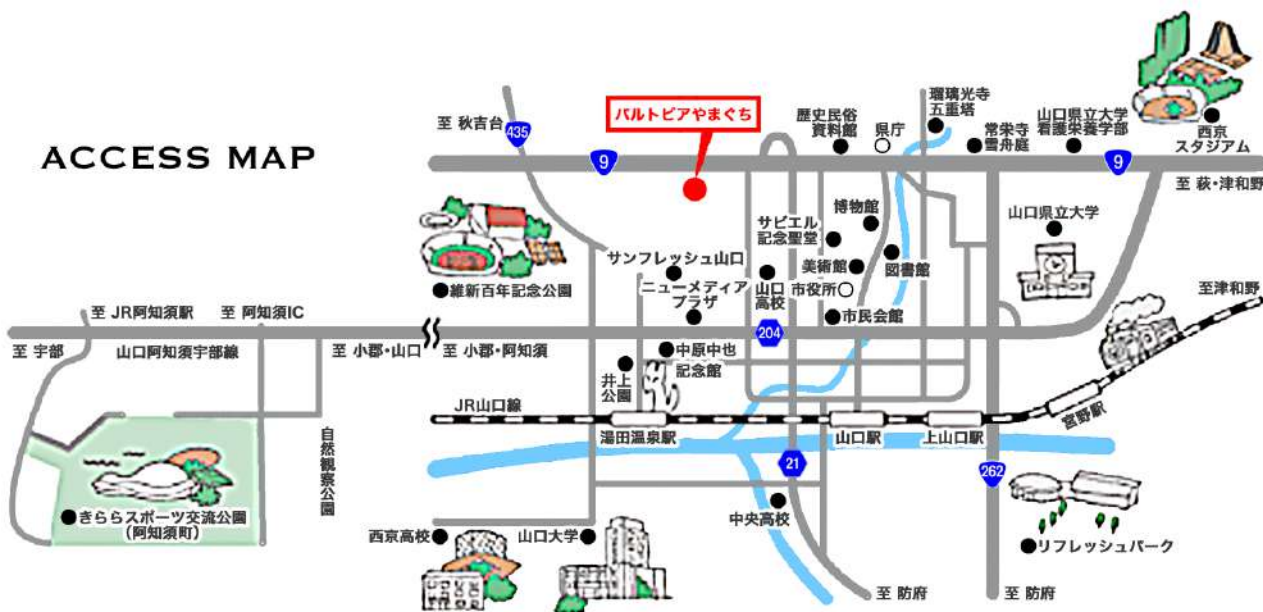 ACCESS MAP
至 秋吉台
435
パルトピアやまぐち
歴史民俗
資料館
県庁
瑠璃光寺
五重塔
常栄寺
雪舟庭
山口県立大学
看護栄養学部
西京
スタジアム
9
9
至 萩・津和野
博物館
サビエル
記念聖堂
山口県立大学
サンフレッシュ山口
美術館
図書館
維新百年記念公園
ニューメディア
プラザ
山口
高校
市役所
市民会館
至津和野
至 JR阿知須駅
至 阿知須IC
至 宇部
山口阿知須宇部線
至 小郡・山口
至 小郡・阿知須
204
中原中也
記念館
井上
公園
JR山口線
湯田温泉駅
山口駅
上山口駅
宮野駅
自然観察公園
21
262
きららスポーツ交流公園
(阿知須町)
中央高校
西京高校
山口大学
リフレッシュパーク
至 防府
至 防府